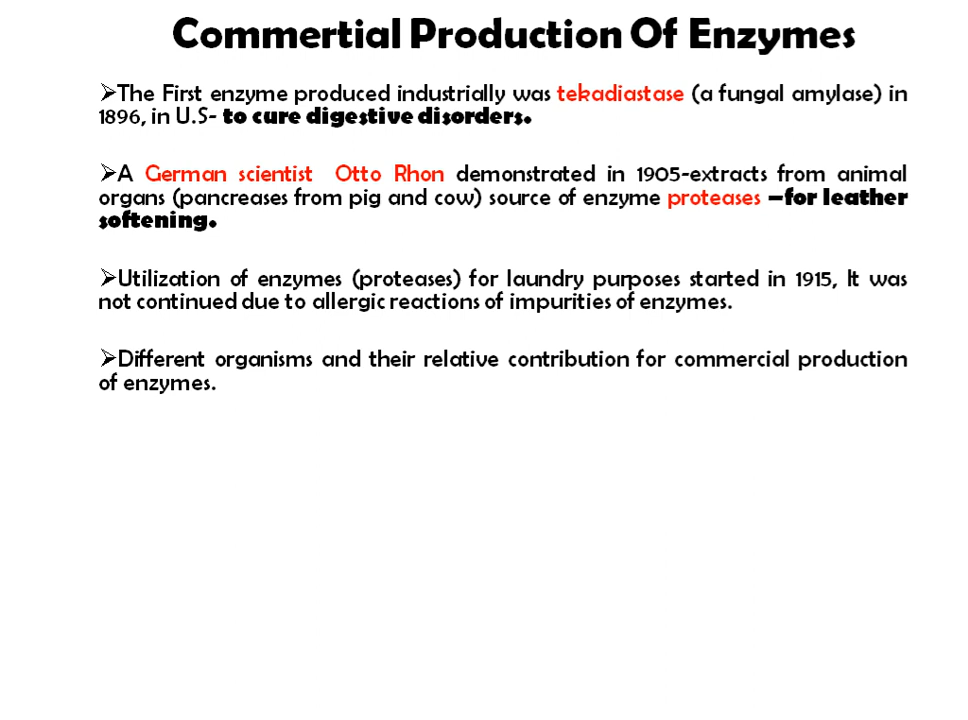 Commertial Production Of Enzymes
➢The First enzyme produced industrially was tekadiastase (a fungal amylase) in
1896, in U.S- to cure digestive disorders.
➢A German scientist Otto Rhon demonstrated in 1905-extracts from animal
organs (pancreases from pig and cow) source of enzyme proteases –for leather
softening.
➢Utilization of enzymes (proteases) for laundry purposes started in 1915, It was
not continued due to allergic reactions of impurities of enzymes.
➢Different organisms and their relative contribution for commercial production
of enzymes.